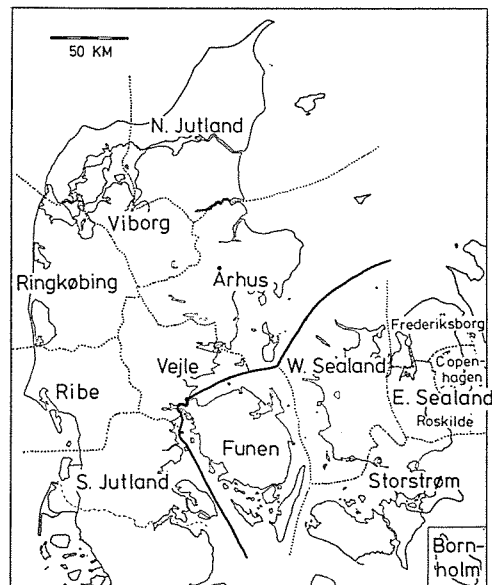 50 KM
N. Jutland
Viborg
Ringkøbing
Århus
Frederiksborg
Copen-
hagen
Vejle
W. Sealand
E. Sealand
Ribe
Roskilde
Funen
S. Jutland
Storstrøm
Born-
holm